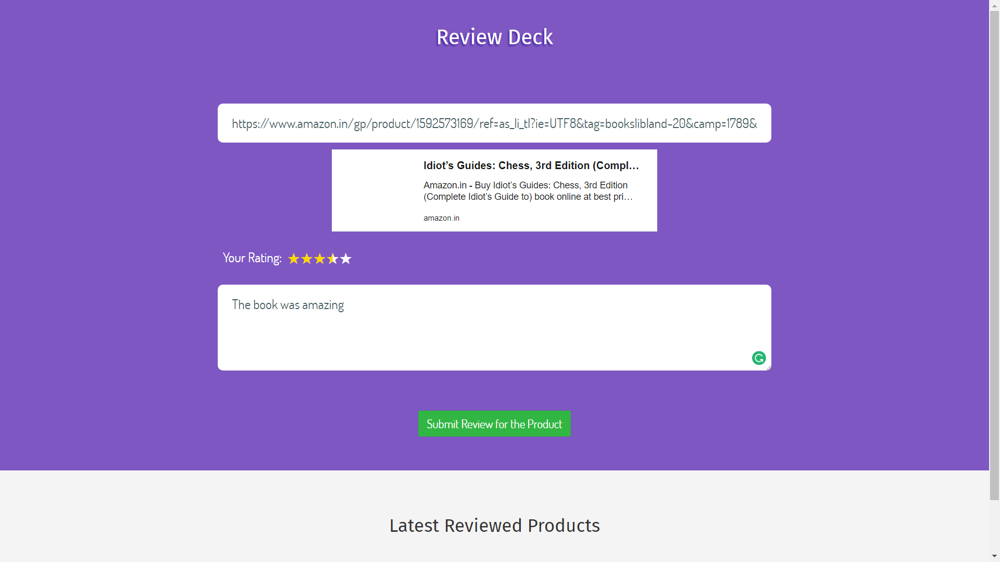 Review Deck
https://www.amazon.in/gp/product/1592573169/ref=as_li_tl?ie=UTF8&tag=bookslibland-20&camp=1789&
Idiot's Guides: Chess, 3rd Edition (Compl...
Amazon.in - Buy Idiot's Guides: Chess, 3rd Edition
(Complete Idiot's Guide to) book online at best pri...
amazon.in
Your Rating:
The book was amazing
Submit Review for the Product
Latest Reviewed Products